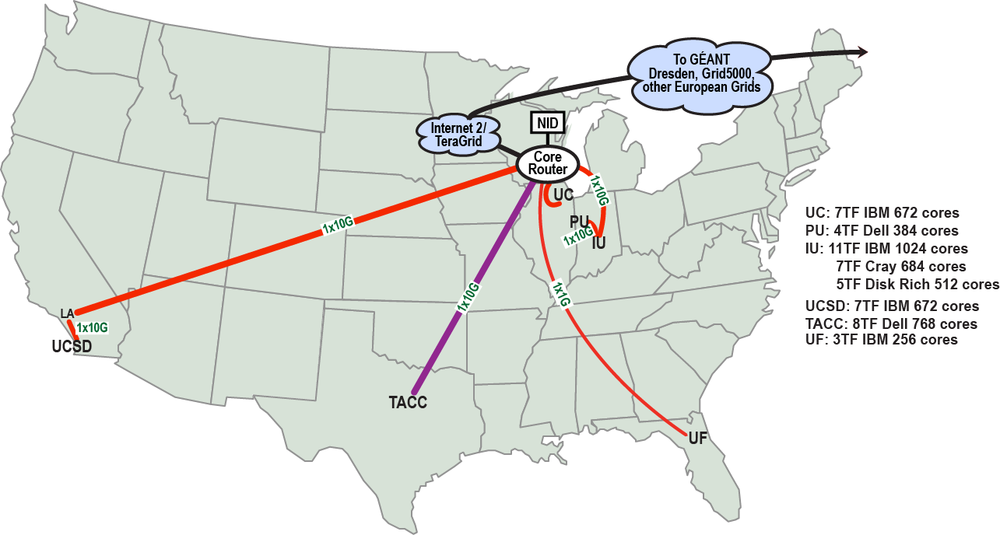 To GÉANT
Dresden, Grid5000,
other European Grids
Internet 2/
TeraGrid
NID
Core
Router
1x10G
UC
PU
1x10G
IU
1x10G
1x10G
1x1G
LA
1x10G
UCSD
TACC
UF
UC: 7TF IBM 672 cores
PU: 4TF Dell 384 cores
IU: 11TF IBM 1024 cores
7TF Cray 684 cores
5TF Disk Rich 512 cores
UCSD: 7TF IBM 672 cores
TACC: 8TF Dell 768 cores
UF: 3TF IBM 256 cores